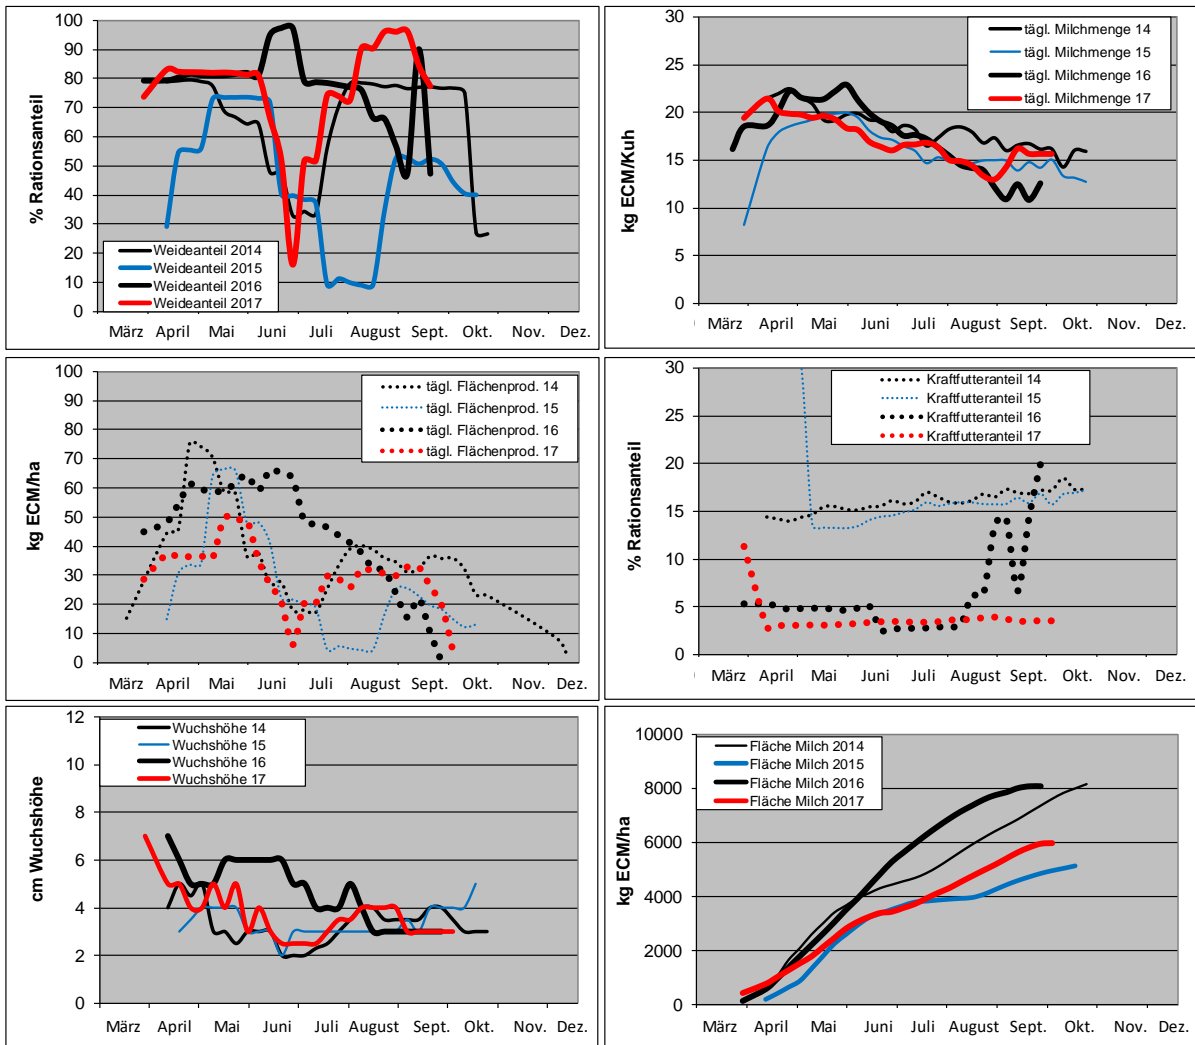 % Rationsanteil
100
90
80
70
60
50
40
30
20
10
0
Weideanteil 2014
Weideanteil 2015
Weideanteil 2016
Weideanteil 2017
März April Mai Juni Juli August Sept. Okt. Nov. Dez.
kg ECM/Kuh
30
25
20
15
10
5
0
tägl. Milchmenge 14
tägl. Milchmenge 15
tägl. Milchmenge 16
tägl. Milchmenge 17
März April Mai Juni Juli August Sept. Okt. Nov. Dez.
kg ECM/ha
100
90
80
70
60
50
40
30
20
10
0
tägl. Flächenprod. 14
tägl. Flächenprod. 15
tägl. Flächenprod. 16
tägl. Flächenprod. 17
März April Mai Juni Juli August Sept. Okt. Nov. Dez.
% Rationsanteil
30
25
20
15
10
5
0
Kraftfutteranteil 14
Kraftfutteranteil 15
Kraftfutteranteil 16
Kraftfutteranteil 17
März April Mai Juni Juli August Sept. Okt. Nov. Dez.
cm Wuchshöhe
12
10
8
6
4
2
0
Wuchshöhe 14
Wuchshöhe 15
Wuchshöhe 16
Wuchshöhe 17
März April Mai Juni Juli August Sept. Okt. Nov. Dez.
kg ECM/ha
10000
8000
6000
4000
2000
0
Fläche Milch 2014
Fläche Milch 2015
Fläche Milch 2016
Fläche Milch 2017
März April Mai Juni Juli August Sept. Okt. Nov. Dez.